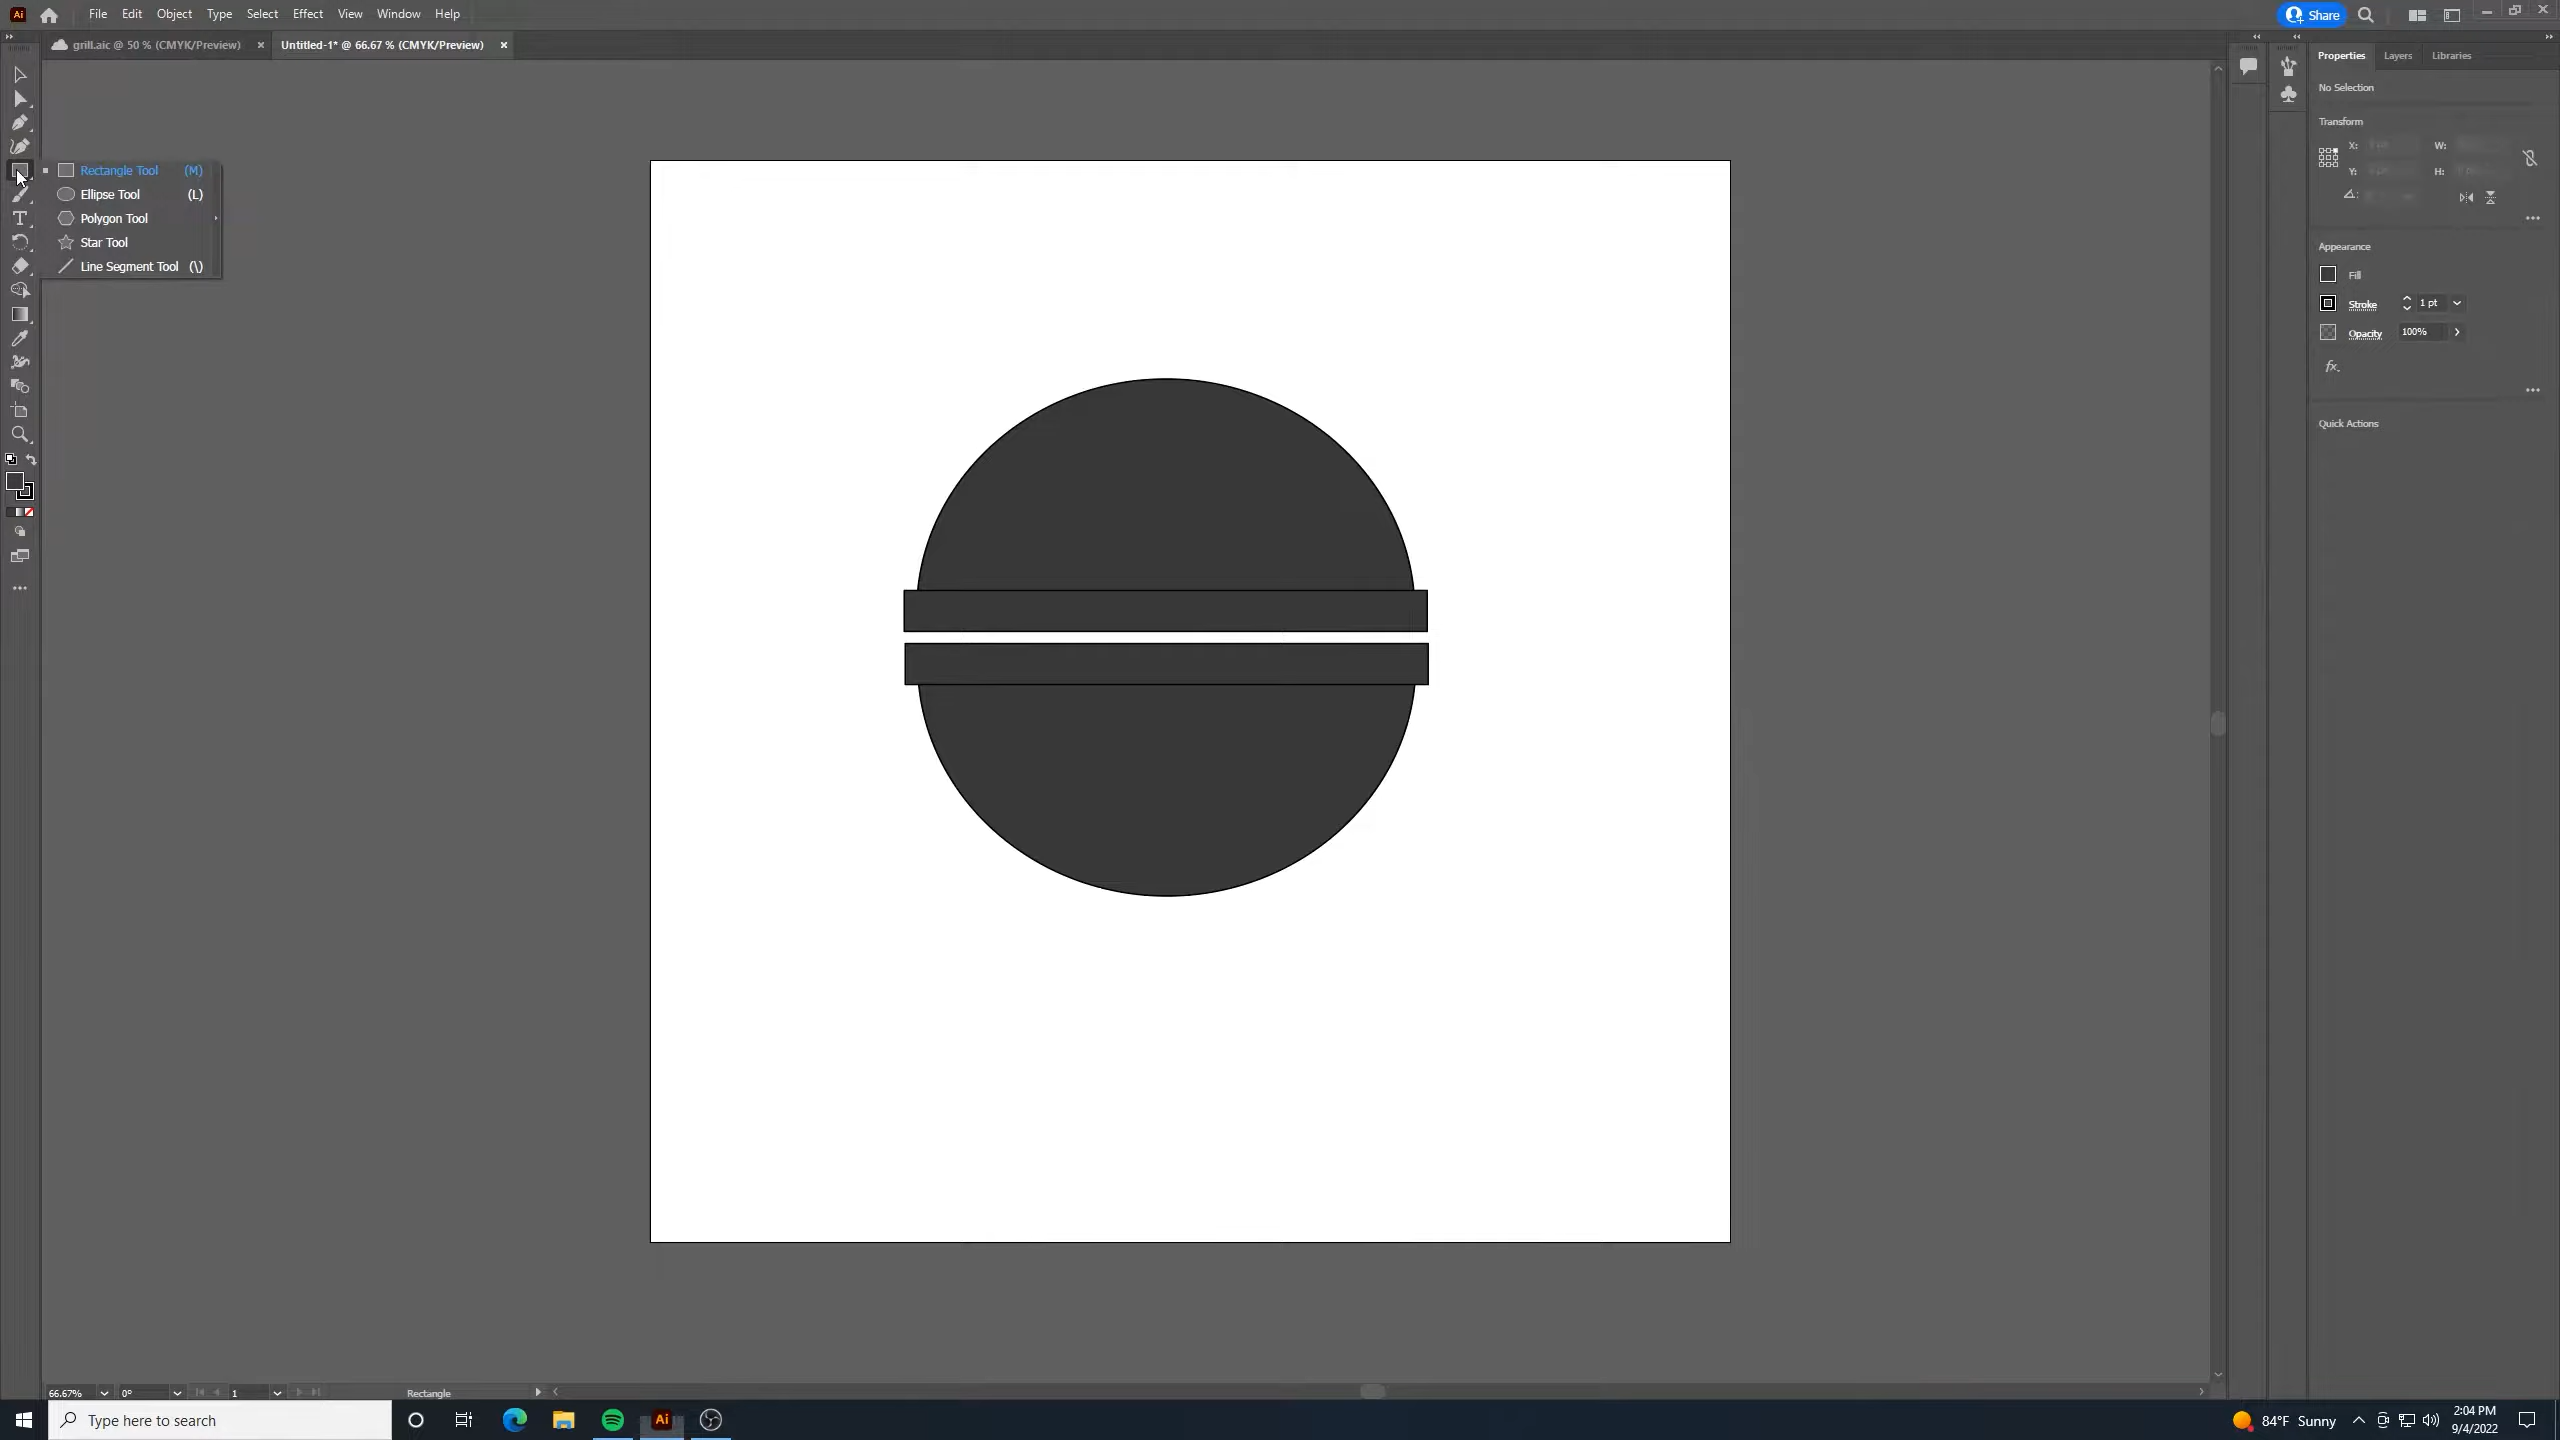 Ai File Edit Object Type Select Effect View Window Help Share
grill.aic @ 50 % (CMYK/Preview) × Untitled-1* @ 66.67 % (CMYK/Preview) ×
Properties Layers Libraries
No Selection
Transform
X: W:
Y: H:
Rectangle Tool (M)
Ellipse Tool (L)
Polygon Tool
Star Tool
Line Segment Tool (\)
Appearance
Fill
Stroke 1 pt
Opacity 100%
fx.
Quick Actions
66.67% 0° 1 Rectangle
Type here to search
Ai
84°F Sunny
2:04 PM
9/4/2022